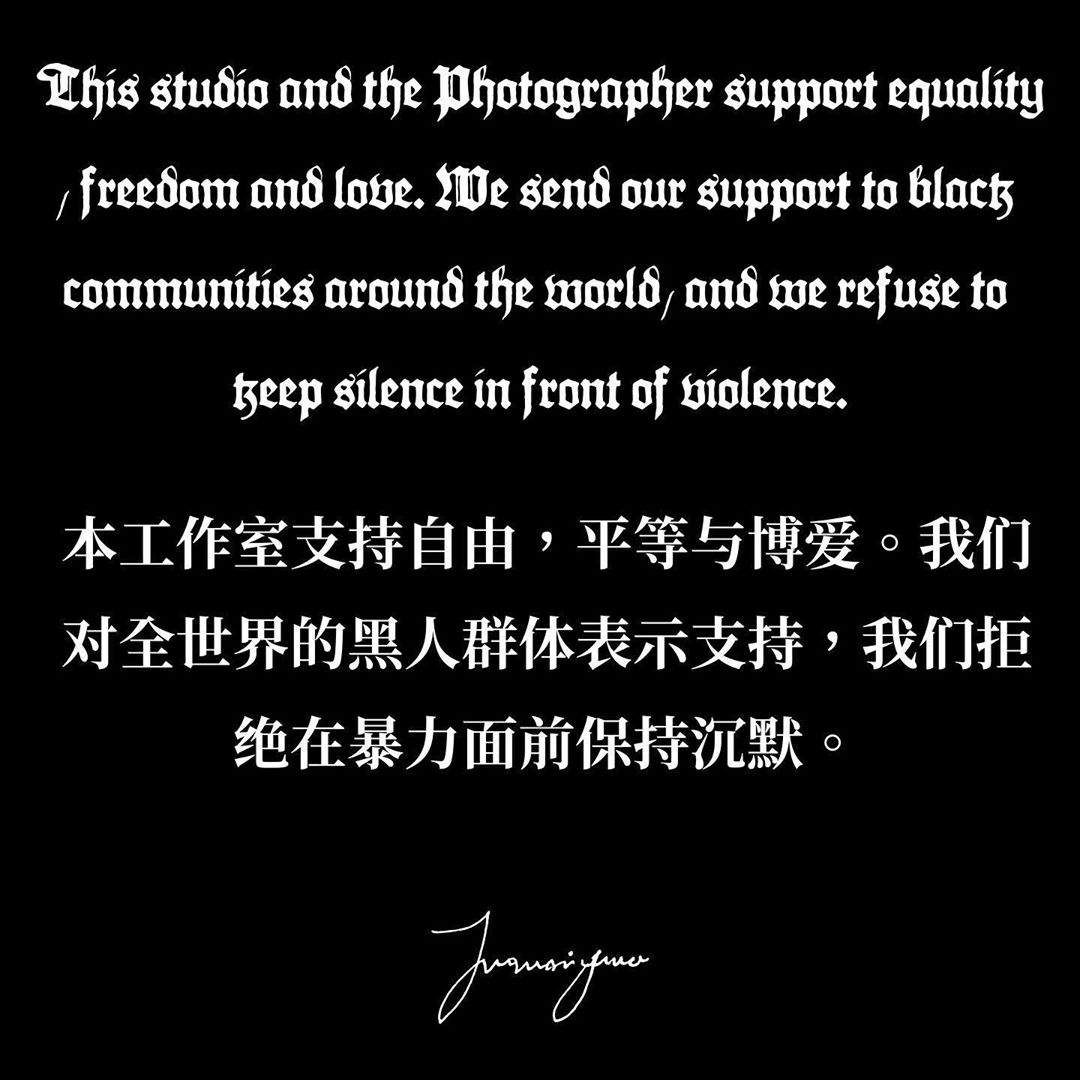 This studio and the Photographer support equality
, freedom and love. We send our support to black
communities around the world, and we refuse to
keep silence in front of violence.
本工作室支持自由，平等与博爱。我们
对全世界的黑人群体表示支持，我们拒
绝在暴力面前保持沉默。